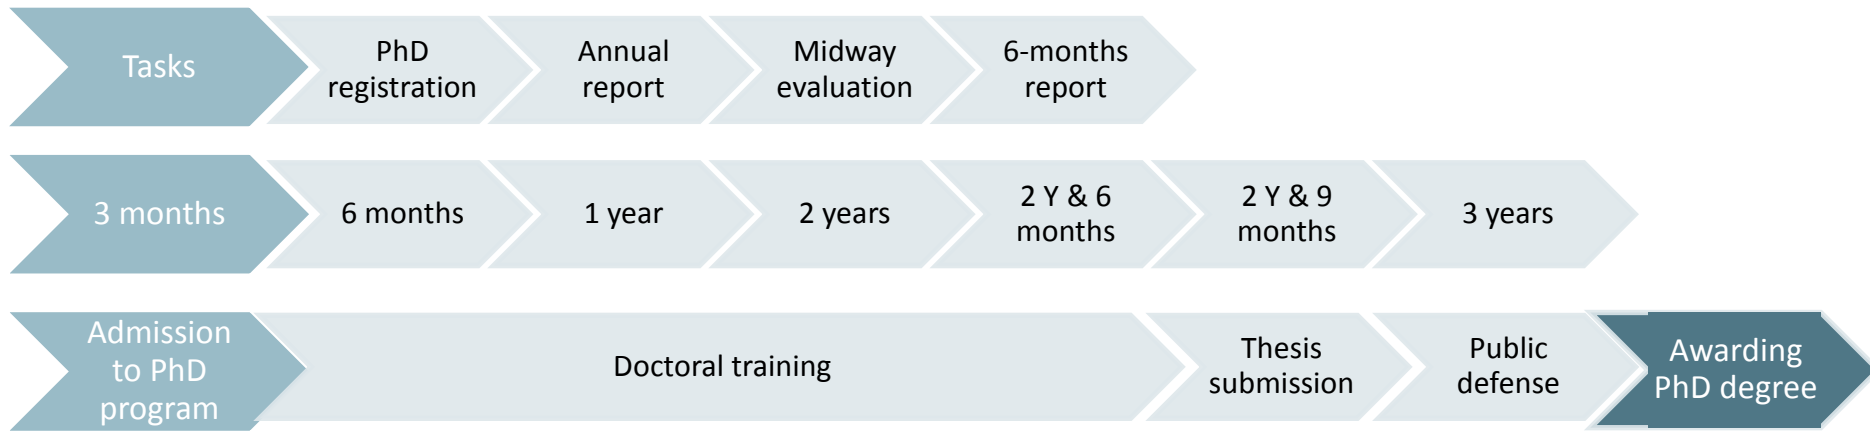 Tasks
PhD
registration
Annual
report
Midway
evaluation
6-months
report
3 months
6 months
1 year
2 years
2 Y & 6
months
2 Y & 9
months
3 years
Admission
to PhD
program
Doctoral training
Thesis
submission
Public
defense
Awarding
PhD degree